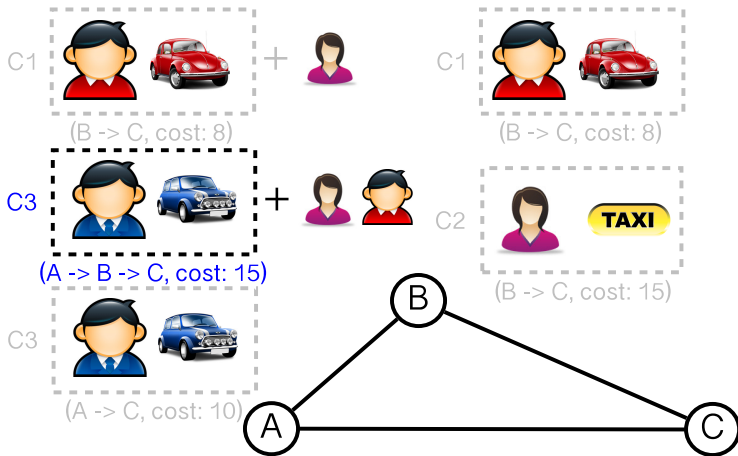 C1
+
(B -> C, cost: 8)
C1
(B -> C, cost: 8)
C3
+
(A -> B -> C, cost: 15)
C2
TAXI
(B -> C, cost: 15)
C3
(A -> C, cost: 10)
B
A
C